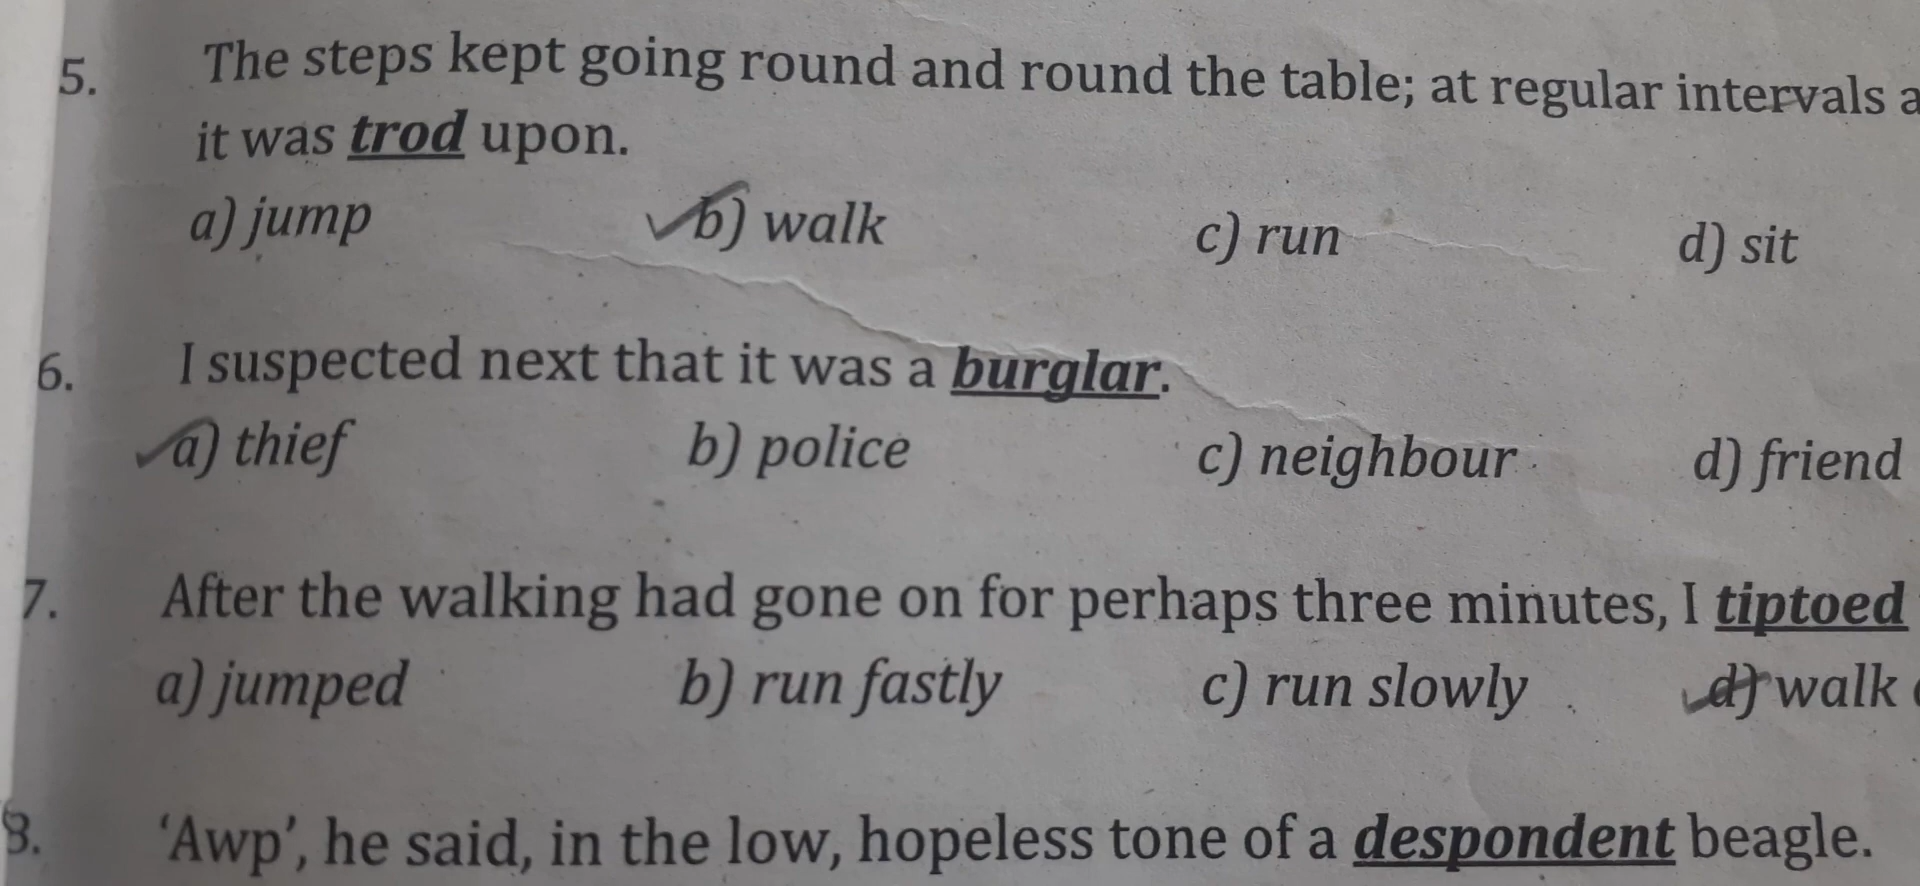 5. The steps kept going round and round the table; at regular intervals a
it was trod upon.
a) jump b) walk c) run d) sit
6. I suspected next that it was a burglar.
a) thief b) police c) neighbour d) friend
7. After the walking had gone on for perhaps three minutes, I tiptoed
a) jumped b) run fastly c) run slowly d) walk
8. ‘Awp’, he said, in the low, hopeless tone of a despondent beagle.